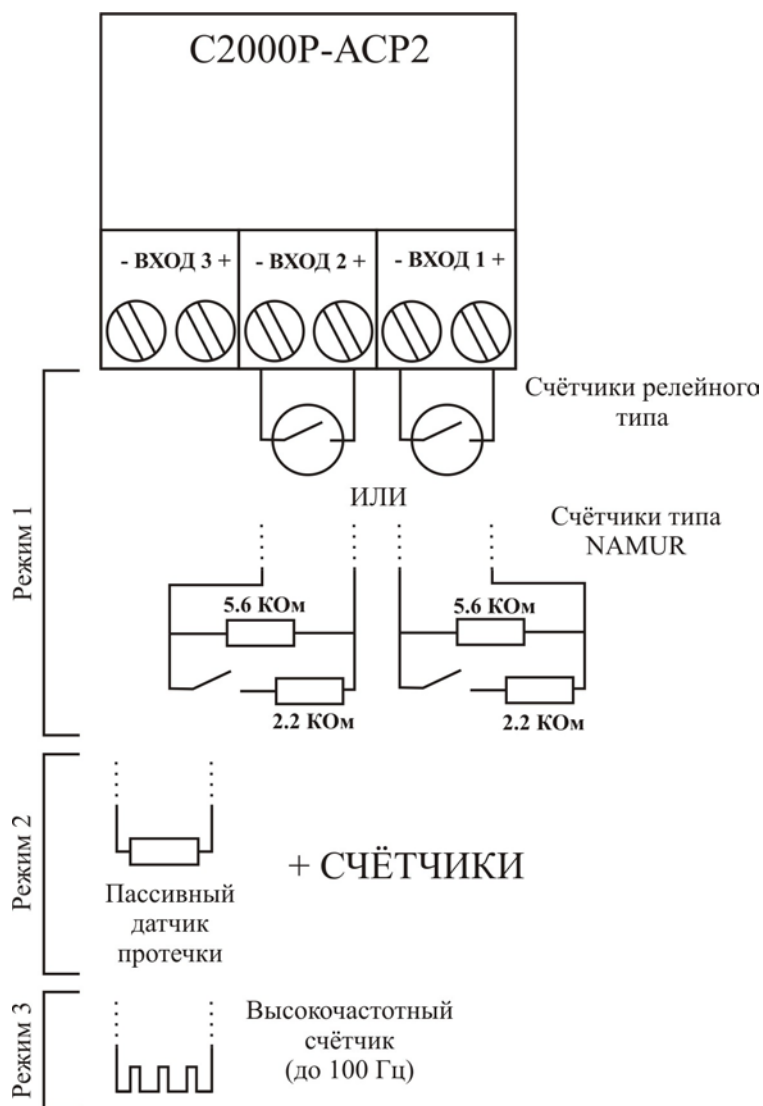 С2000Р-АСР2
- ВХОД 3 +
- ВХОД 2 +
- ВХОД 1 +
Режим 1
Счётчики релейного
типа
ИЛИ
Счётчики типа
NAMUR
5.6 КОм
5.6 КОм
2.2 КОм
2.2 КОм
Режим 2
+ СЧЁТЧИКИ
Пассивный
датчик
протечки
Режим 3
Высокочастотный
счётчик
(до 100 Гц)